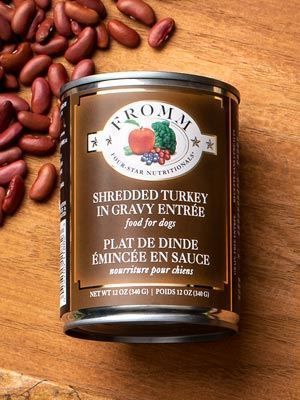 FROMM
FOUR-STAR NUTRITIONALS
SHREDDED TURKEY
IN GRAVY ENTRÉE
food for dogs
PLAT DE DINDE
ÉMINCÉE EN SAUCE
nourriture pour chiens
NET WT 12 OZ (340 G) | POIDS 12 OZ (340 G)